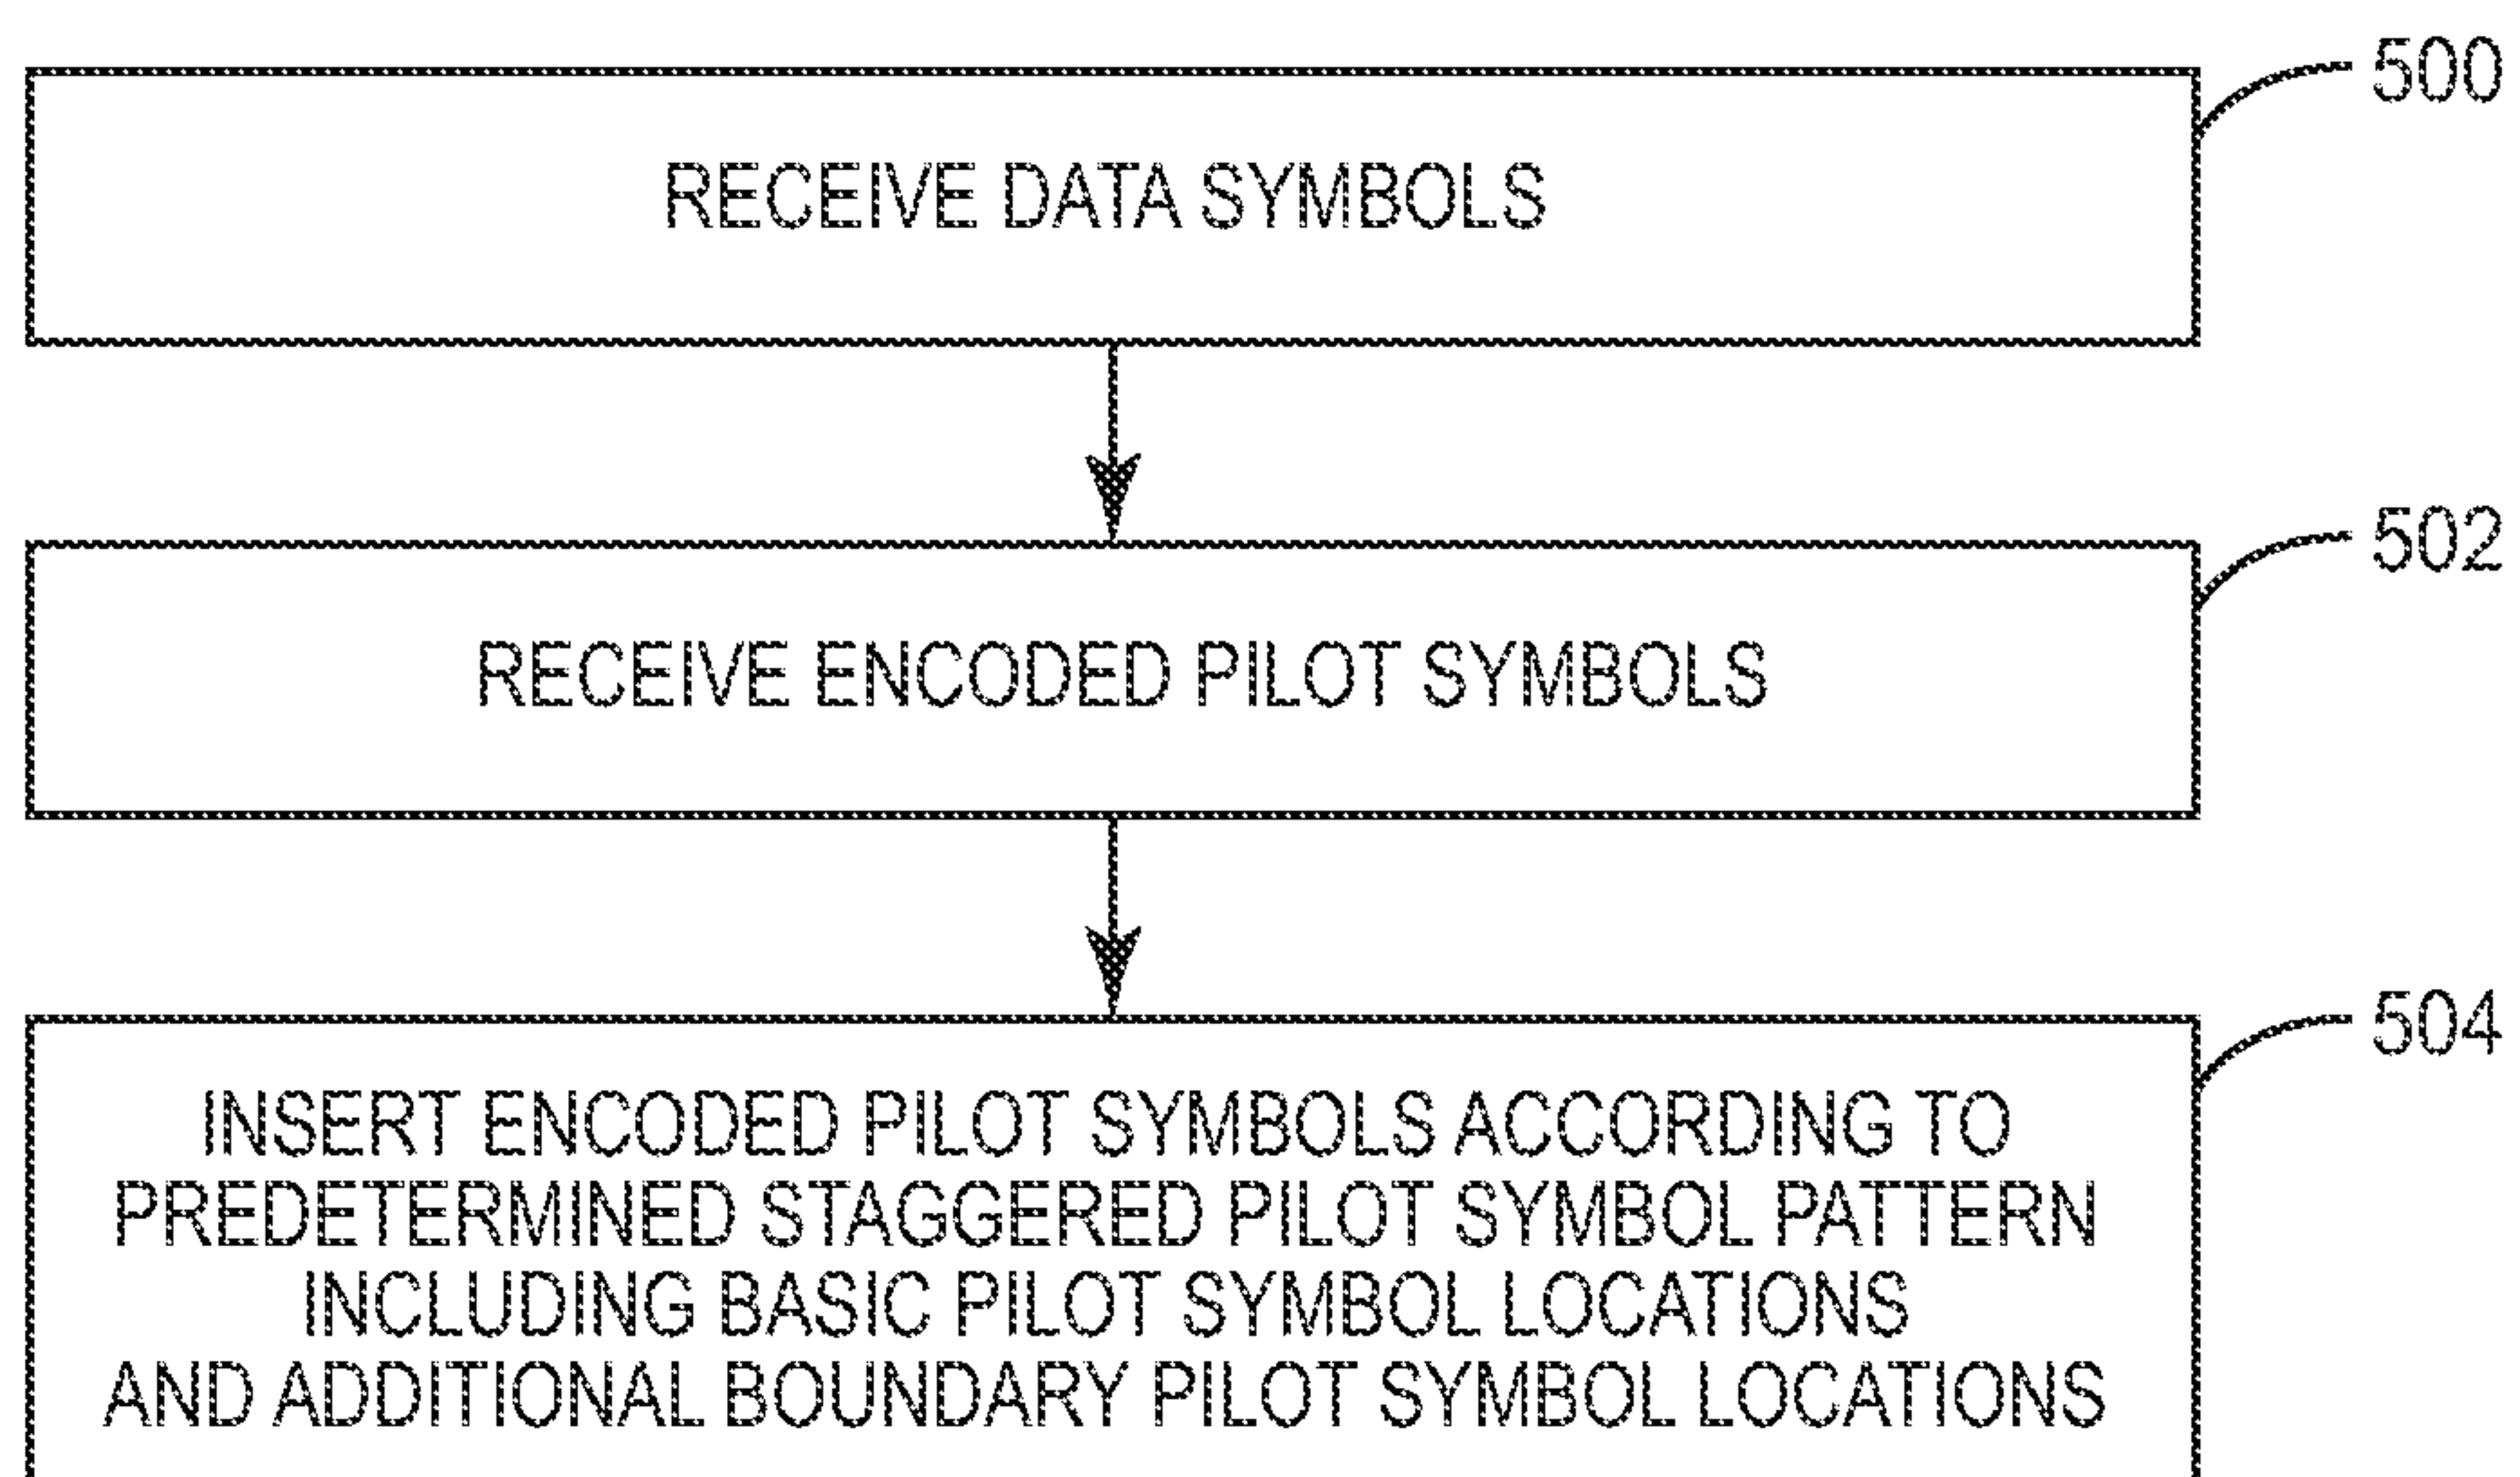 500
RECEIVE DATA SYMBOLS
502
RECEIVE ENCODED PILOT SYMBOLS
504
INSERT ENCODED PILOT SYMBOLS ACCORDING TO
PREDETERMINED STAGGERED PILOT SYMBOL PATTERN
INCLUDING BASIC PILOT SYMBOL LOCATIONS
AND ADDITIONAL BOUNDARY PILOT SYMBOL LOCATIONS